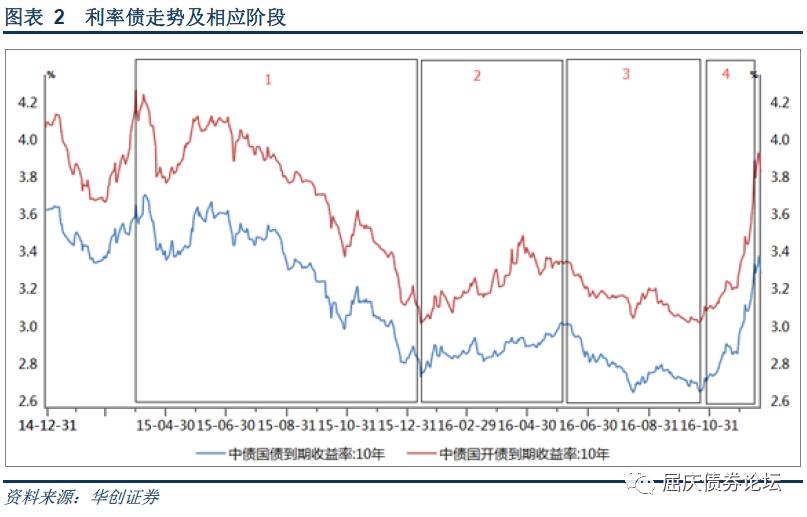 图表 2 利率债走势及相应阶段
% 1 2 3 4 %
4.2 4.2
4.0 4.0
3.8 3.8
3.6 3.6
3.4 3.4
3.2 3.2
3.0 3.0
2.8 2.8
2.6 2.6
14-12-31 15-04-30 15-06-30 15-08-31 15-10-31 15-12-31 16-02-29 16-04-30 16-06-30 16-08-31 16-10-31
中债国债到期收益率:10年 中债国开债到期收益率:10年
屈庆债券论坛
资料来源：华创证券